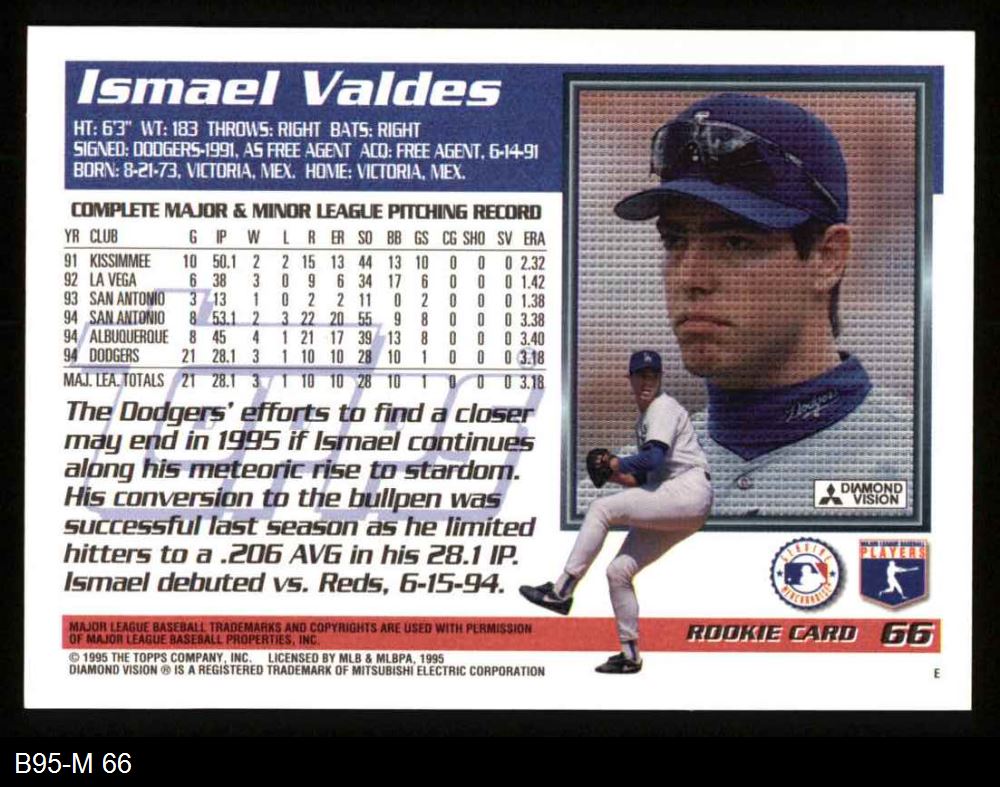 Ismael Valdes
HT: 6'3" WT: 183 THROWS: RIGHT BATS: RIGHT
SIGNED: DODGERS-1991, AS FREE AGENT ACQ: FREE AGENT, 6-14-91
BORN: 8-21-73, VICTORIA, MEX. HOME: VICTORIA, MEX.
COMPLETE MAJOR & MINOR LEAGUE PITCHING RECORD
YR CLUB G IP W L R ER SO BB GS CG SHO SV ERA
91 KISSIMMEE 10 50.1 2 2 15 13 44 13 10 0 0 0 2.32
92 LA VEGA 6 38 3 0 9 6 34 17 6 0 0 0 1.42
93 SAN ANTONIO 3 13 1 0 2 2 11 0 2 0 0 0 1.38
94 SAN ANTONIO 8 53.1 2 3 22 20 55 9 8 0 0 0 3.38
94 ALBUQUERQUE 8 45 4 1 21 17 39 13 8 0 0 0 3.40
94 DODGERS 21 28.1 3 1 10 10 28 10 1 0 0 0 3.18
MAJ. LEA. TOTALS 21 28.1 3 1 10 10 28 10 1 0 0 0 3.18
Topps ®
The Dodgers' efforts to find a closer
may end in 1995 if Ismael continues
along his meteoric rise to stardom.
His conversion to the bullpen was
successful last season as he limited
hitters to a .206 AVG in his 28.1 IP.
Ismael debuted vs. Reds, 6-15-94.
LA
Dodgers
DIAMOND
VISION
GENUINE
MERCHANDISE
MAJOR LEAGUE BASEBALL
PLAYERS
MAJOR LEAGUE BASEBALL TRADEMARKS AND COPYRIGHTS ARE USED WITH PERMISSION
OF MAJOR LEAGUE BASEBALL PROPERTIES, INC.
ROOKIE CARD 66
© 1995 THE TOPPS COMPANY, INC. LICENSED BY MLB & MLBPA, 1995
DIAMOND VISION ® IS A REGISTERED TRADEMARK OF MITSUBISHI ELECTRIC CORPORATION
E
B95-M 66